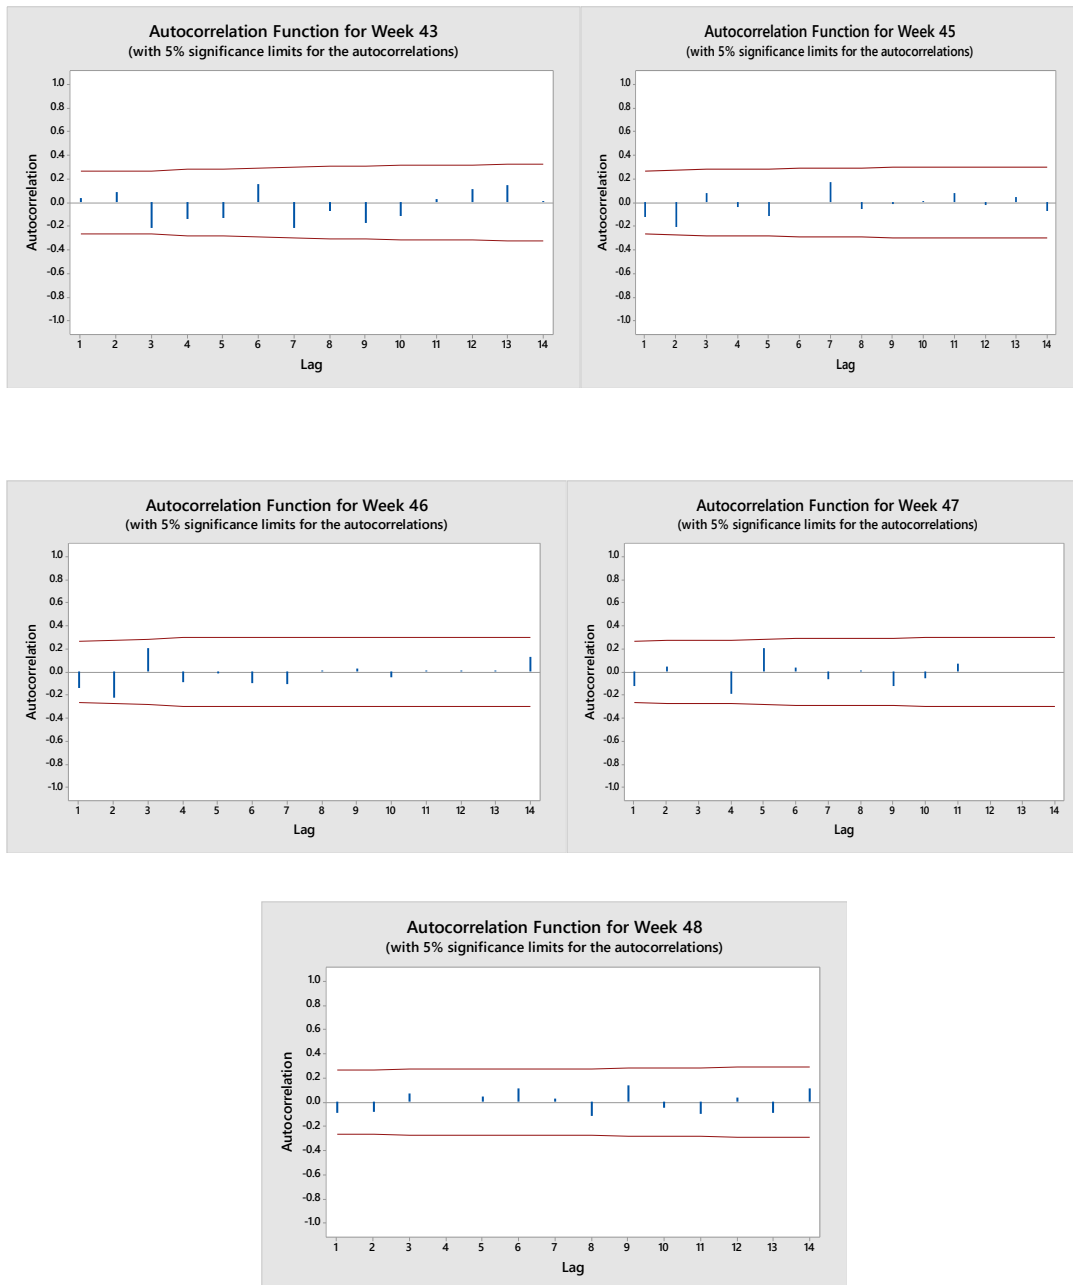 Autocorrelation Function for Week 43
(with 5% significance limits for the autocorrelations)
1.0
0.8
0.6
0.4
0.2
0.0
-0.2
-0.4
-0.6
-0.8
-1.0
Autocorrelation
1 2 3 4 5 6 7 8 9 10 11 12 13 14
Lag
Autocorrelation Function for Week 45
(with 5% significance limits for the autocorrelations)
1.0
0.8
0.6
0.4
0.2
0.0
-0.2
-0.4
-0.6
-0.8
-1.0
Autocorrelation
1 2 3 4 5 6 7 8 9 10 11 12 13 14
Lag
Autocorrelation Function for Week 46
(with 5% significance limits for the autocorrelations)
1.0
0.8
0.6
0.4
0.2
0.0
-0.2
-0.4
-0.6
-0.8
-1.0
Autocorrelation
1 2 3 4 5 6 7 8 9 10 11 12 13 14
Lag
Autocorrelation Function for Week 47
(with 5% significance limits for the autocorrelations)
1.0
0.8
0.6
0.4
0.2
0.0
-0.2
-0.4
-0.6
-0.8
-1.0
Autocorrelation
1 2 3 4 5 6 7 8 9 10 11 12 13 14
Lag
Autocorrelation Function for Week 48
(with 5% significance limits for the autocorrelations)
1.0
0.8
0.6
0.4
0.2
0.0
-0.2
-0.4
-0.6
-0.8
-1.0
Autocorrelation
1 2 3 4 5 6 7 8 9 10 11 12 13 14
Lag